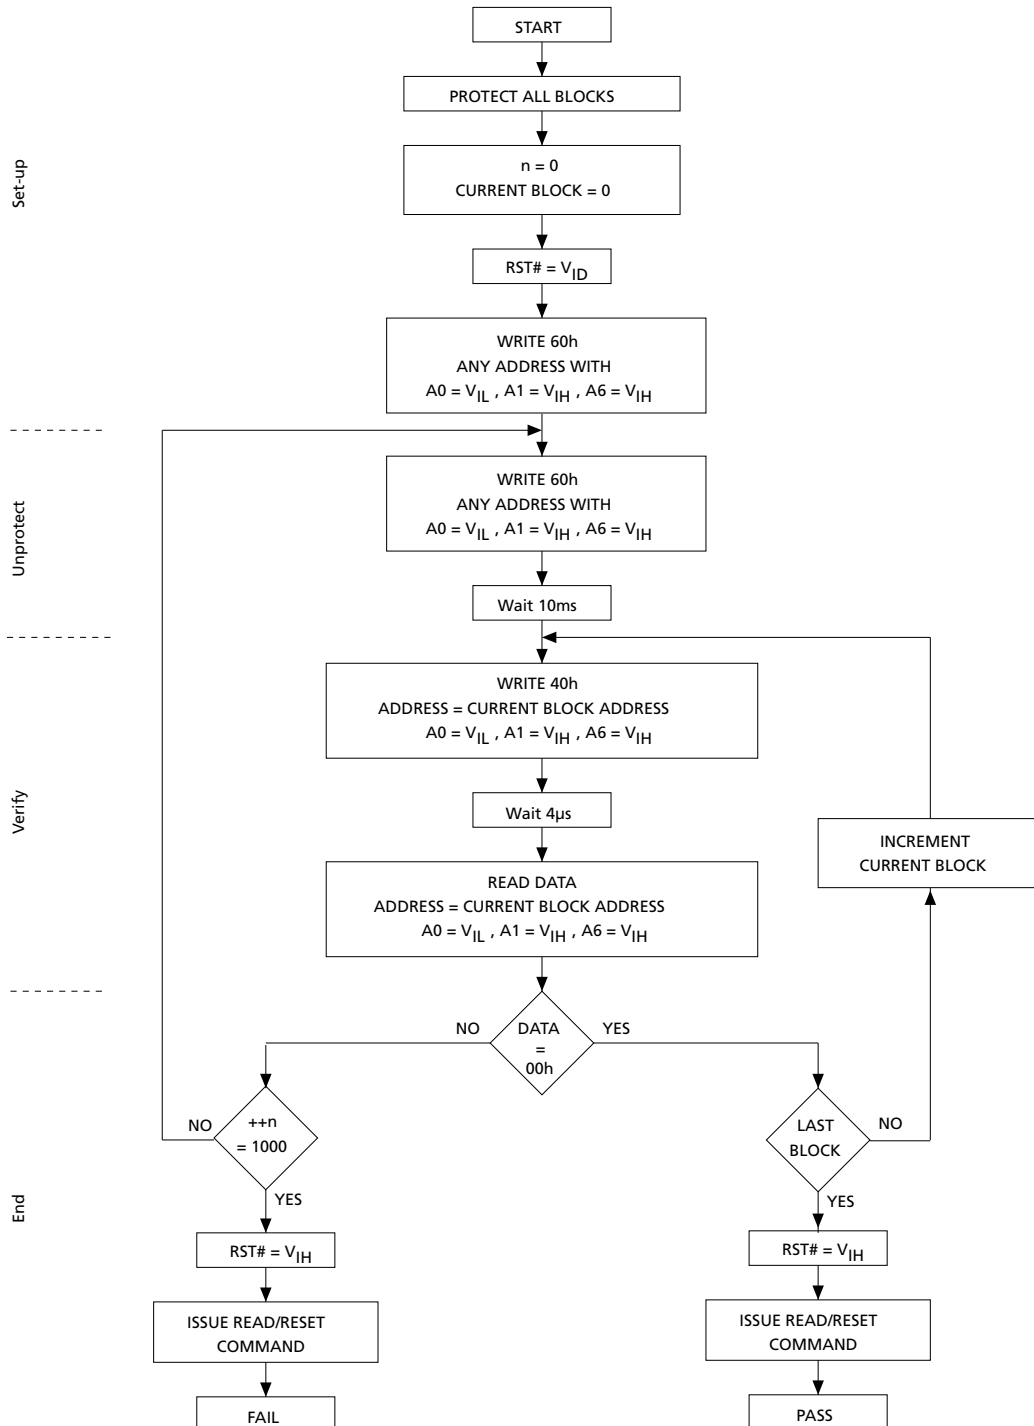 START
PROTECT ALL BLOCKS
Set-up
n = 0
CURRENT BLOCK = 0
RST# = VID
WRITE 60h
ANY ADDRESS WITH
A0 = VIL , A1 = VIH , A6 = VIH
Unprotect
WRITE 60h
ANY ADDRESS WITH
A0 = VIL , A1 = VIH , A6 = VIH
Wait 10ms
Verify
WRITE 40h
ADDRESS = CURRENT BLOCK ADDRESS
A0 = VIL , A1 = VIH , A6 = VIH
Wait 4µs
INCREMENT
CURRENT BLOCK
READ DATA
ADDRESS = CURRENT BLOCK ADDRESS
A0 = VIL , A1 = VIH , A6 = VIH
End
NO
DATA
=
00h
YES
NO
++n
= 1000
LAST
BLOCK
NO
YES
YES
RST# = VIH
RST# = VIH
ISSUE READ/RESET
COMMAND
ISSUE READ/RESET
COMMAND
FAIL
PASS